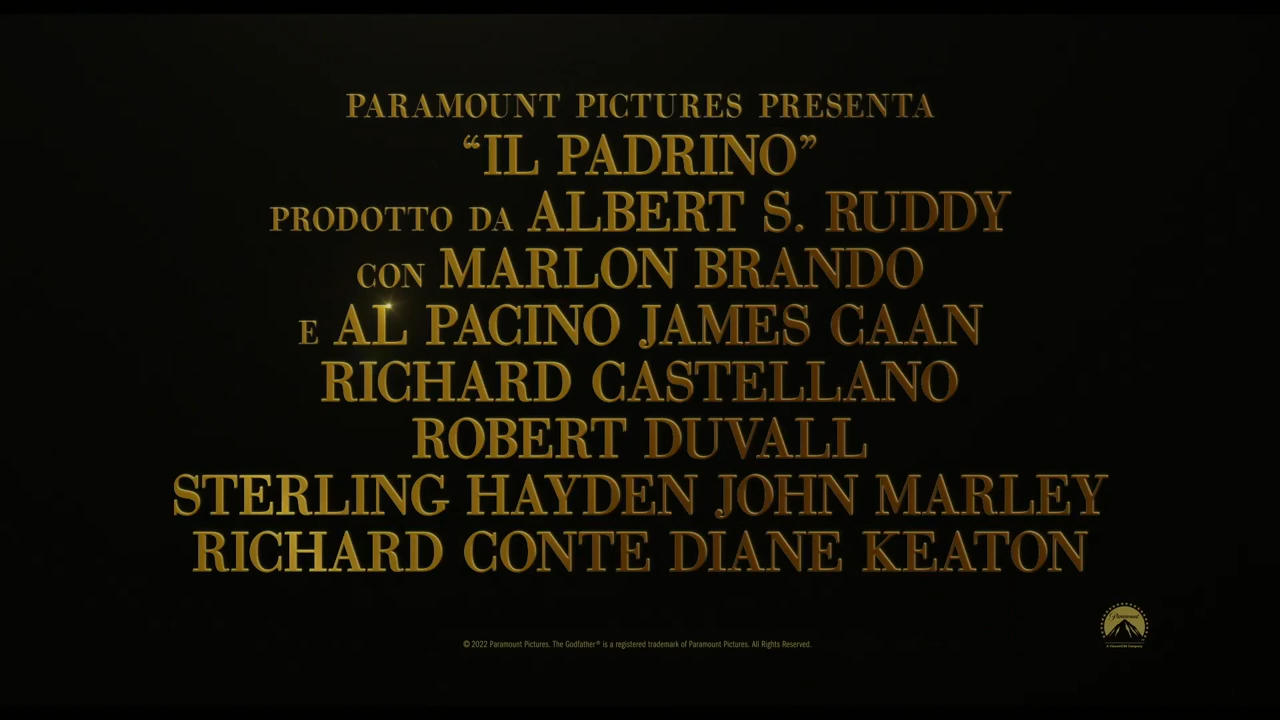 PARAMOUNT PICTURES PRESENTA
“IL PADRINO”
PRODOTTO DA ALBERT S. RUDDY
CON MARLON BRANDO
E AL PACINO JAMES CAAN
RICHARD CASTELLANO
ROBERT DUVALL
STERLING HAYDEN JOHN MARLEY
RICHARD CONTE DIANE KEATON
Paramount
© 2022 Paramount Pictures. The Godfather® is a registered trademark of Paramount Pictures. All Rights Reserved.